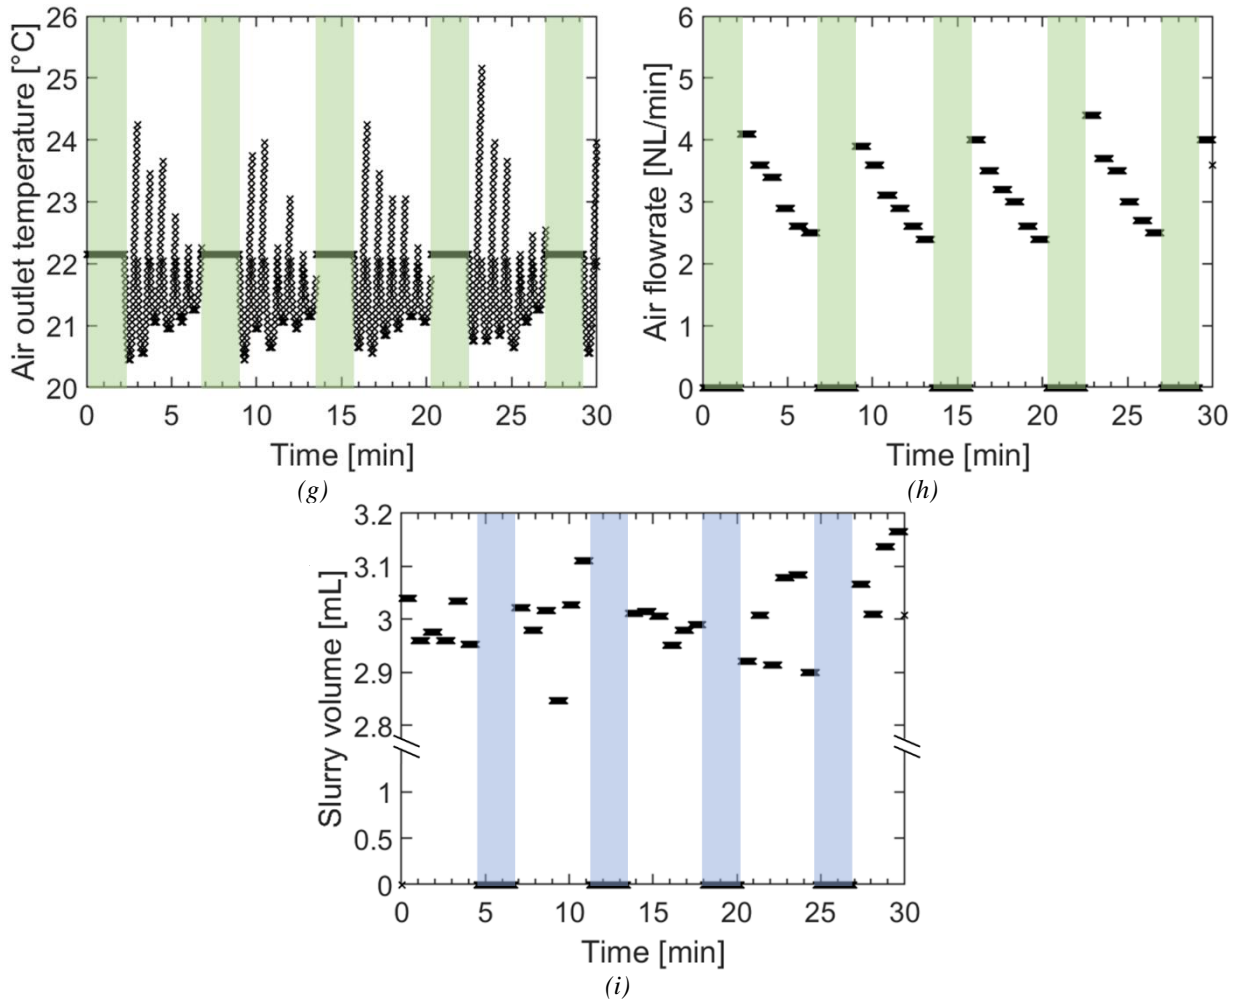 Air outlet temperature [°C]
26
25
24
23
22
21
20
0 5 10 15 20 25 30
Time [min]
(g)
Air flowrate [NL/min]
6
5
4
3
2
1
0
0 5 10 15 20 25 30
Time [min]
(h)
Slurry volume [mL]
3.2
3.1
3
2.9
2.8
1
0.5
0
0 5 10 15 20 25 30
Time [min]
(i)